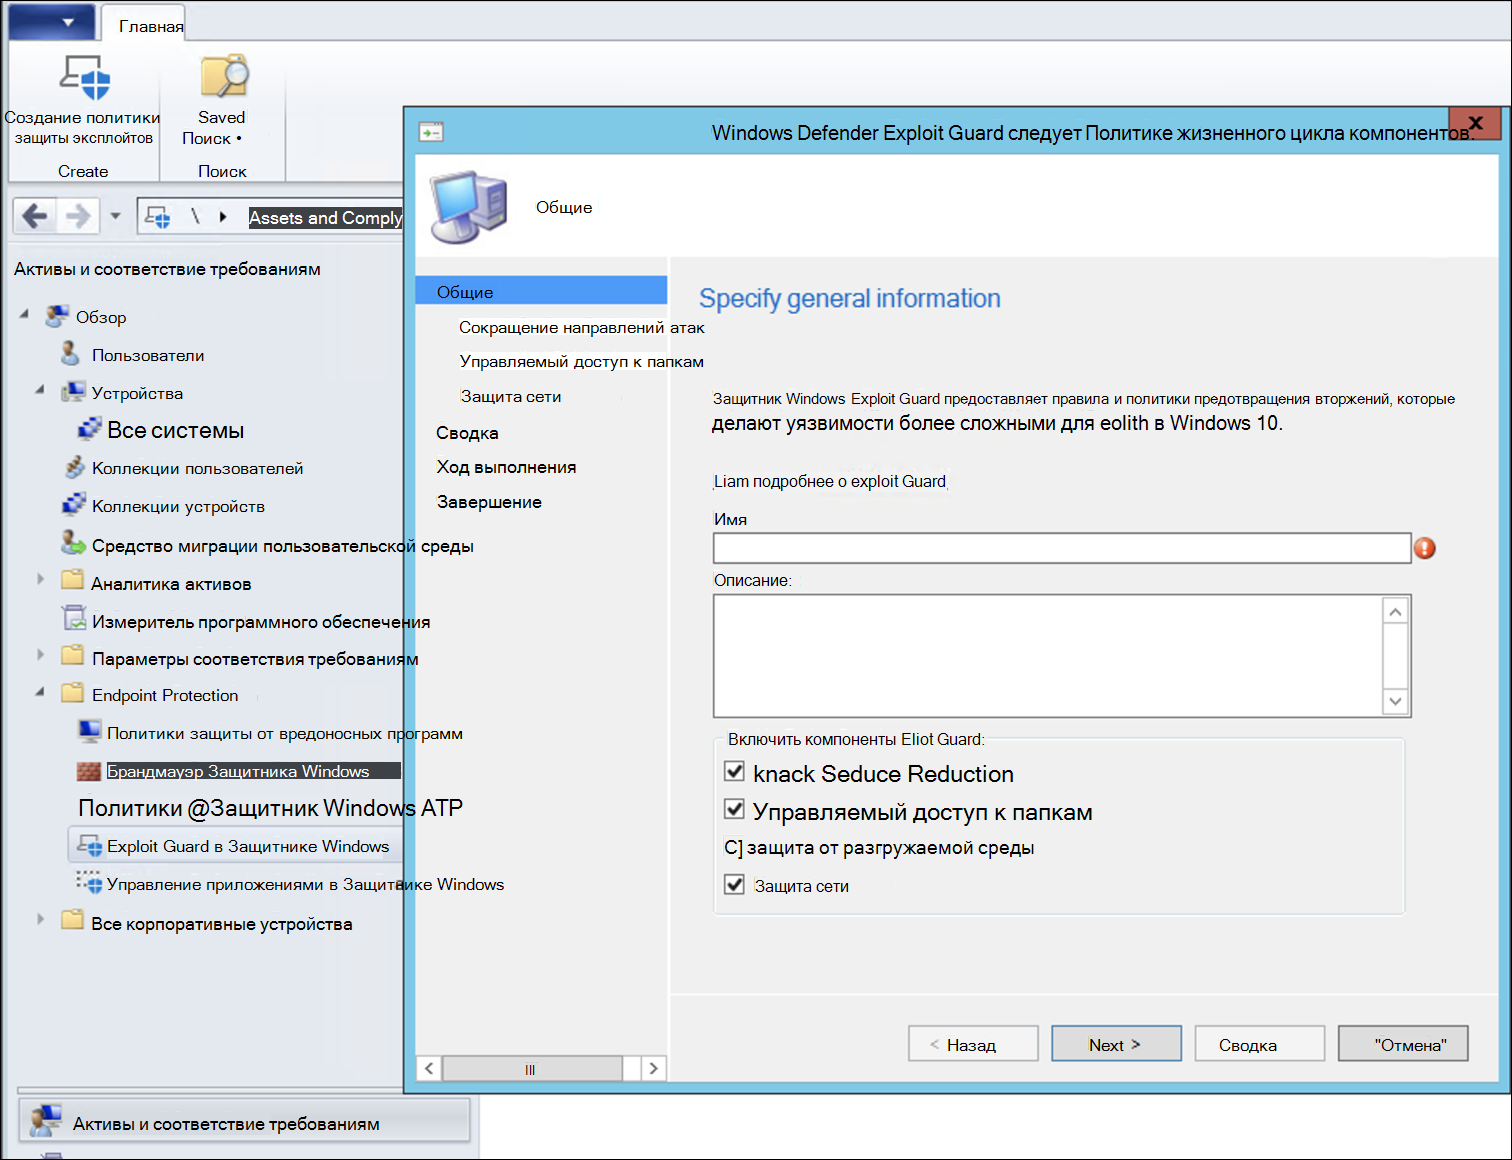 Главная
Создание политики
защиты эксплойтов
Create
Saved
Поиск •
Поиск
\ Assets and Comply
Активы и соответствие требованиям
Обзор
Пользователи
Устройства
Все системы
Коллекции пользователей
Коллекции устройств
Средство миграции пользовательской среды
Аналитика активов
Измеритель программного обеспечения
Параметры соответствия требованиям
Endpoint Protection
Политики защиты от вредоносных программ
Брандмауэр Защитника Windows
Политики @Защитник Windows ATP
Exploit Guard в Защитнике Windows
Управление приложениями в Защитнике Windows
Все корпоративные устройства
Активы и соответствие требованиям
Windows Defender Exploit Guard следует Политике жизненного цикла компонентов.
X
Общие
Общие
Сокращение направлений атак
Управляемый доступ к папкам
Защита сети
Сводка
Ход выполнения
Завершение
Specify general information
Защитник Windows Exploit Guard предоставляет правила и политики предотвращения вторжений, которые
делают уязвимости более сложными для eolith в Windows 10.
Liam подробнее о exploit Guard
Имя
Описание:
Включить компоненты Eliot Guard:
knack Seduce Reduction
Управляемый доступ к папкам
C] защита от разгружаемой среды
Защита сети
< Назад
Next >
Сводка
"Отмена"